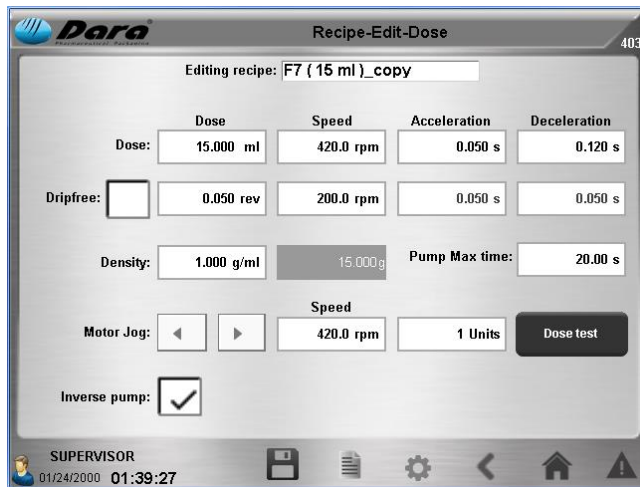 Dara®
Pharmaceutical Packaging
Recipe-Edit-Dose
403
Editing recipe: F7 ( 15 ml )_copy
Dose Speed Acceleration Deceleration
Dose: 15.000 ml 420.0 rpm 0.050 s 0.120 s
Dripfree: 0.050 rev 200.0 rpm 0.050 s 0.050 s
Density: 1.000 g/ml 15.000g Pump Max time: 20.00 s
Speed
Motor Jog: 420.0 rpm 1 Units Dose test
Inverse pump:
SUPERVISOR
01/24/2000 01:39:27